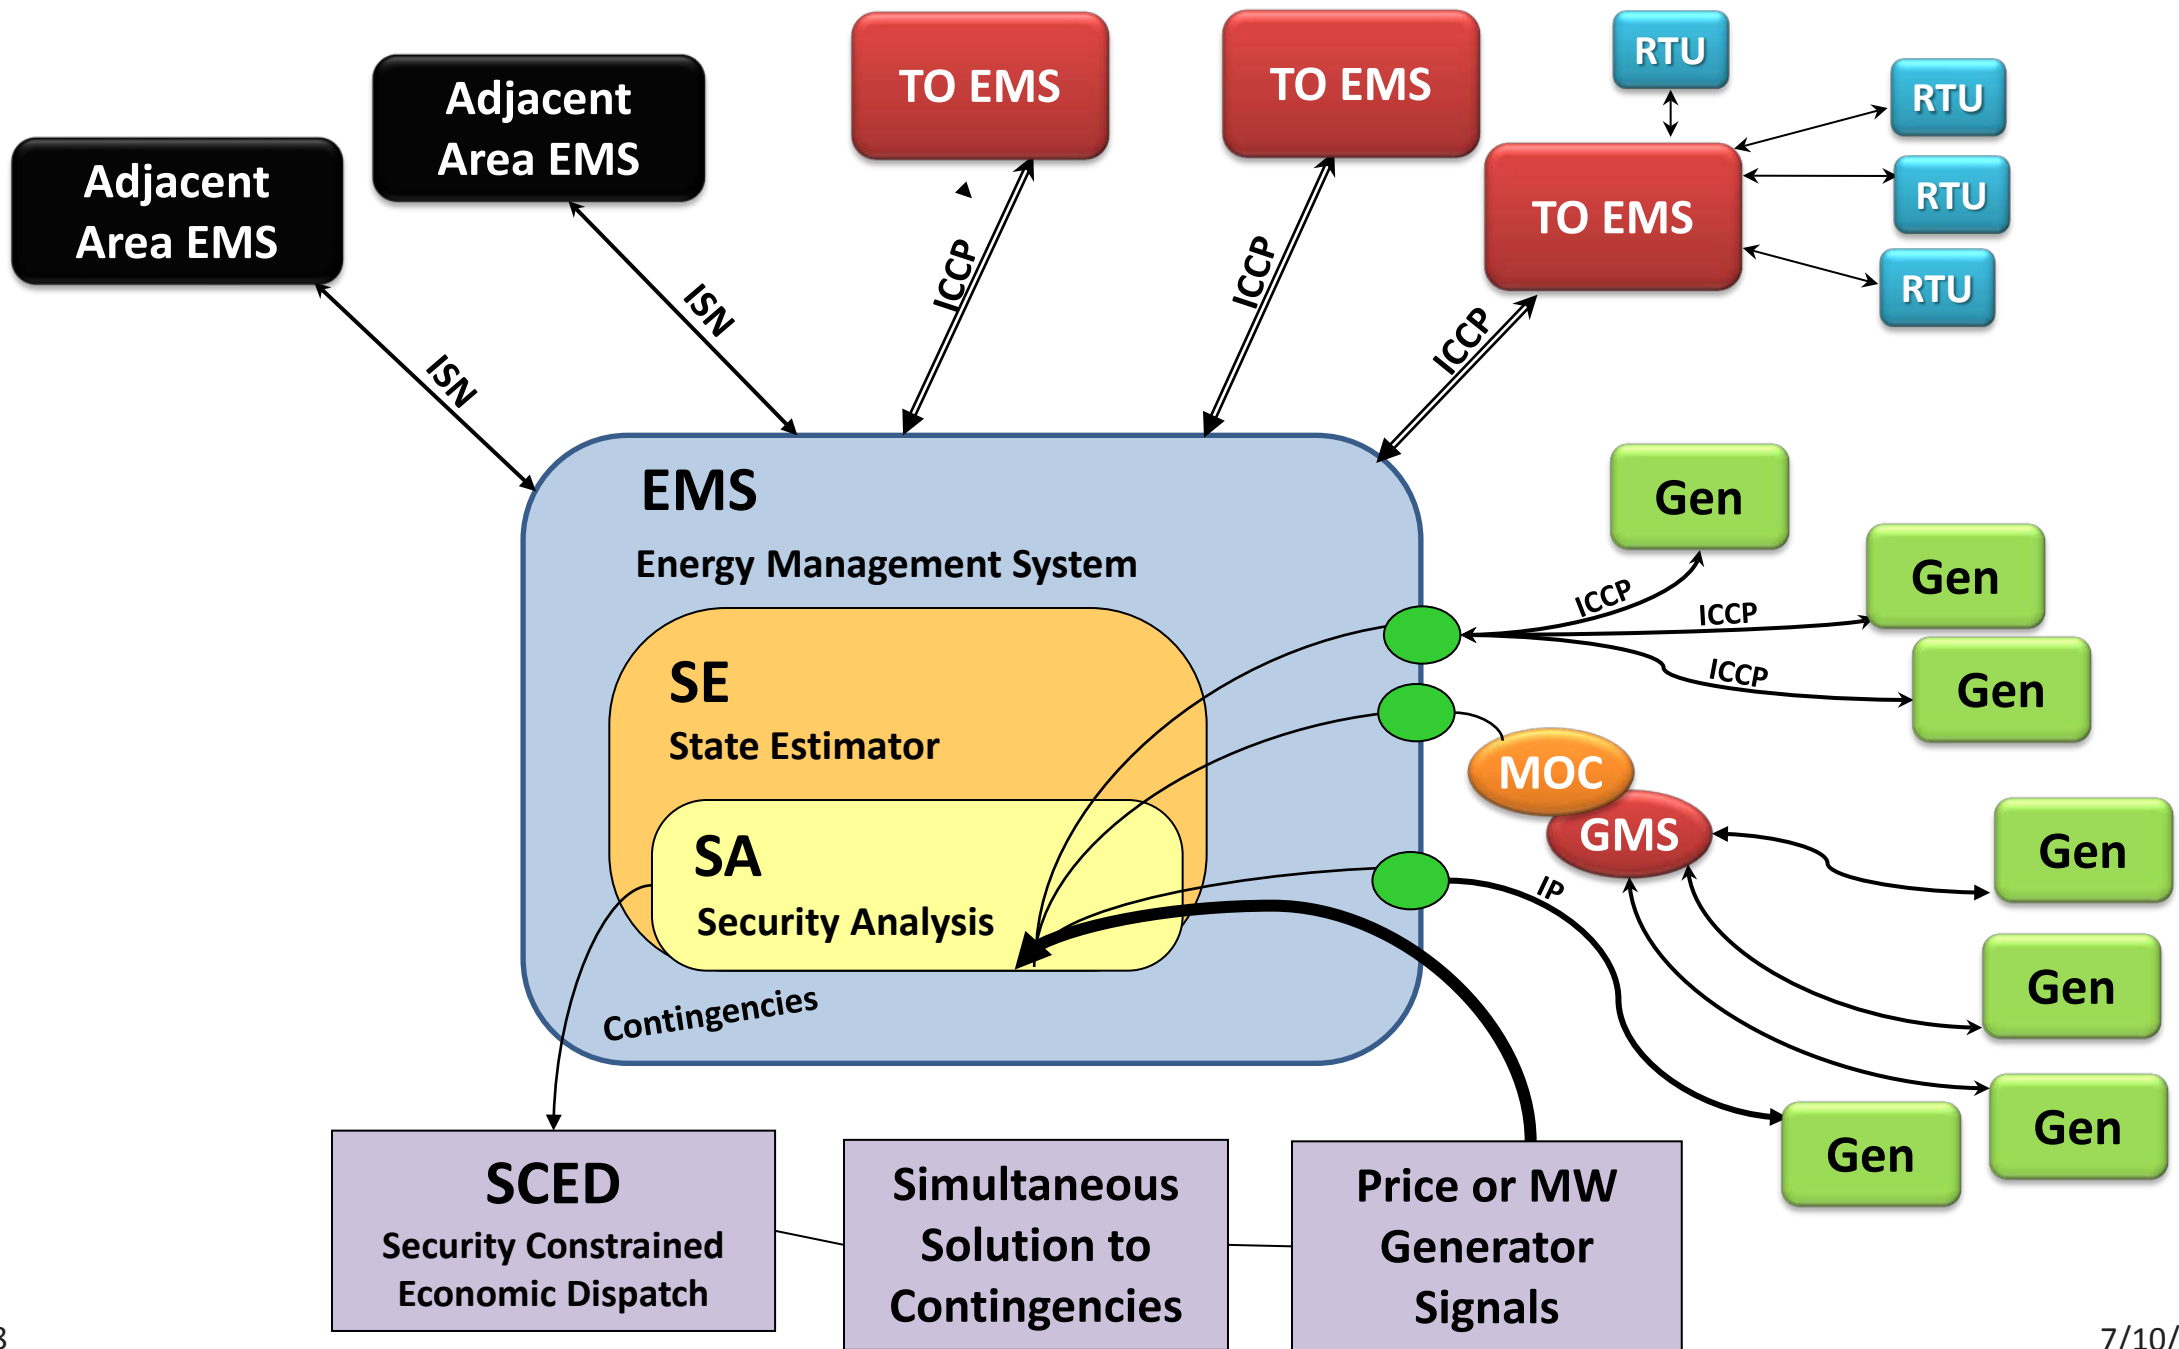 Adjacent
Area EMS
Adjacent
Area EMS
TO EMS
TO EMS
TO EMS
RTU
RTU
RTU
RTU
ISN
ISN
ICCP
ICCP
ICCP
EMS
Energy Management System
SE
State Estimator
SA
Security Analysis
Contingencies
Gen
Gen
Gen
ICCP
ICCP
ICCP
MOC
GMS
IP
Gen
Gen
Gen
Gen
SCED
Security Constrained
Economic Dispatch
Simultaneous
Solution to
Contingencies
Price or MW
Generator
Signals
7/10/